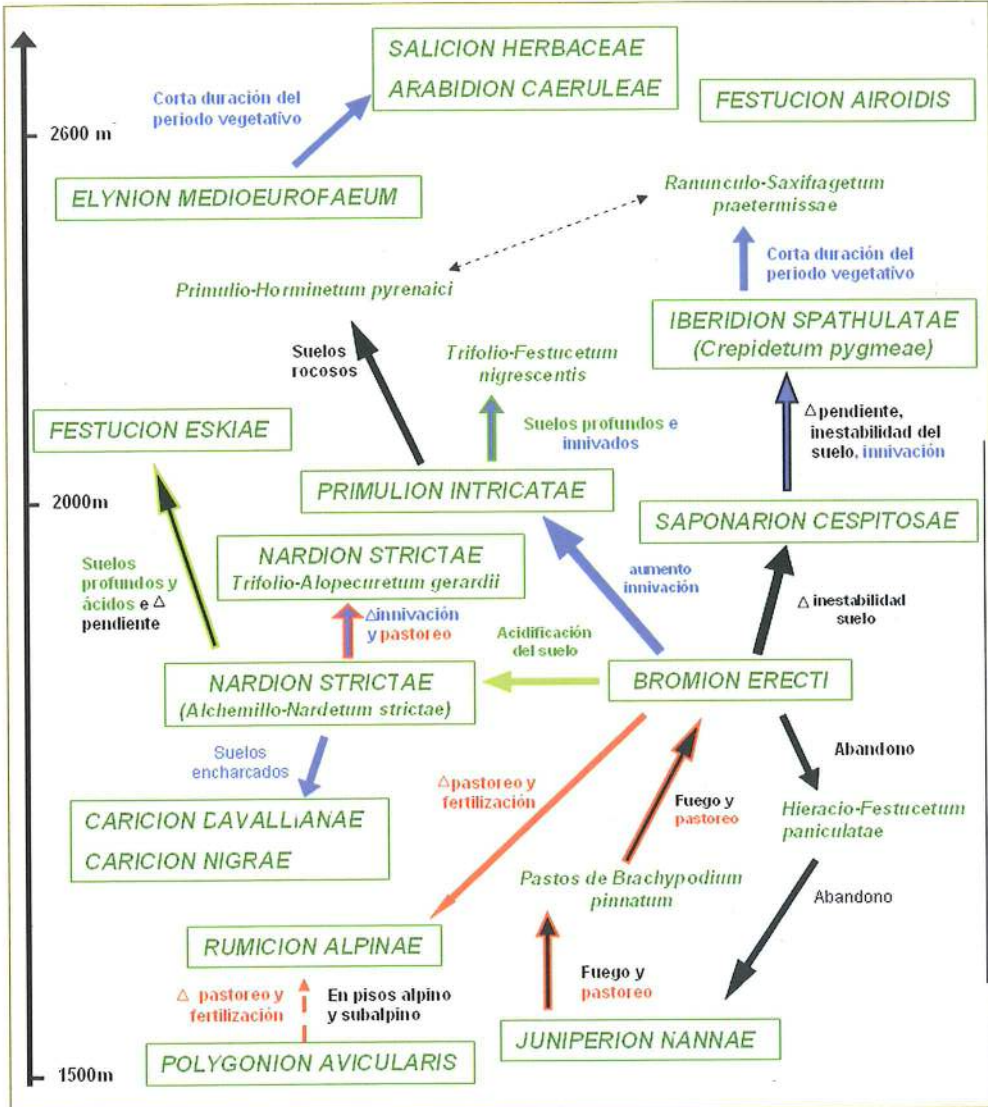 SALICION HERBACEAE
ARABIDION CAERULEAE
Corta duración del
periodo vegetativo
FESTUCION AIROIDIS
2600 m
ELYNION MEDIOEUROFAEUM
Ranunculo-Saxifragetum
praetermissae
Corta duración del
periodo vegetativo
Primulio-Horminetum pyrenaici
IBERIDION SPATHULATAE
(Crepidetum pygmeae)
Suelos
rocosos
Trifolio-Festucetum
nigrescentis
FESTUCION ESKIAE
Suelos profundos e
innivados
△ pendiente,
inestabilidad del
suelo, innivación
PRIMULION INTRICATAE
2000m
SAPONARION CESPITOSAE
NARDION STRICTAE
Trifolio-Alopecuretum gerardii
Suelos
profundos y
ácidos e △
pendiente
aumento
innivación
△ inestabilidad
suelo
△innivación
y pastoreo
Acidificación
del suelo
NARDION STRICTAE
(Alchemillo-Nardetum strictae)
BROMION ERECTI
Suelos
encharcados
Abandono
△pastoreo y
fertilización
Fuego y
pastoreo
Hieracio-Festucetum
paniculatae
CARICION DAVALLIANAE
CARICION NIGRAE
Pastos de Brachypodium
pinnatum
Abandono
RUMICION ALPINAE
△ pastoreo y
fertilización
En pisos alpino
y subalpino
Fuego y
pastoreo
POLYGONION AVICULARIS
JUNIPERION NANNAE
1500m